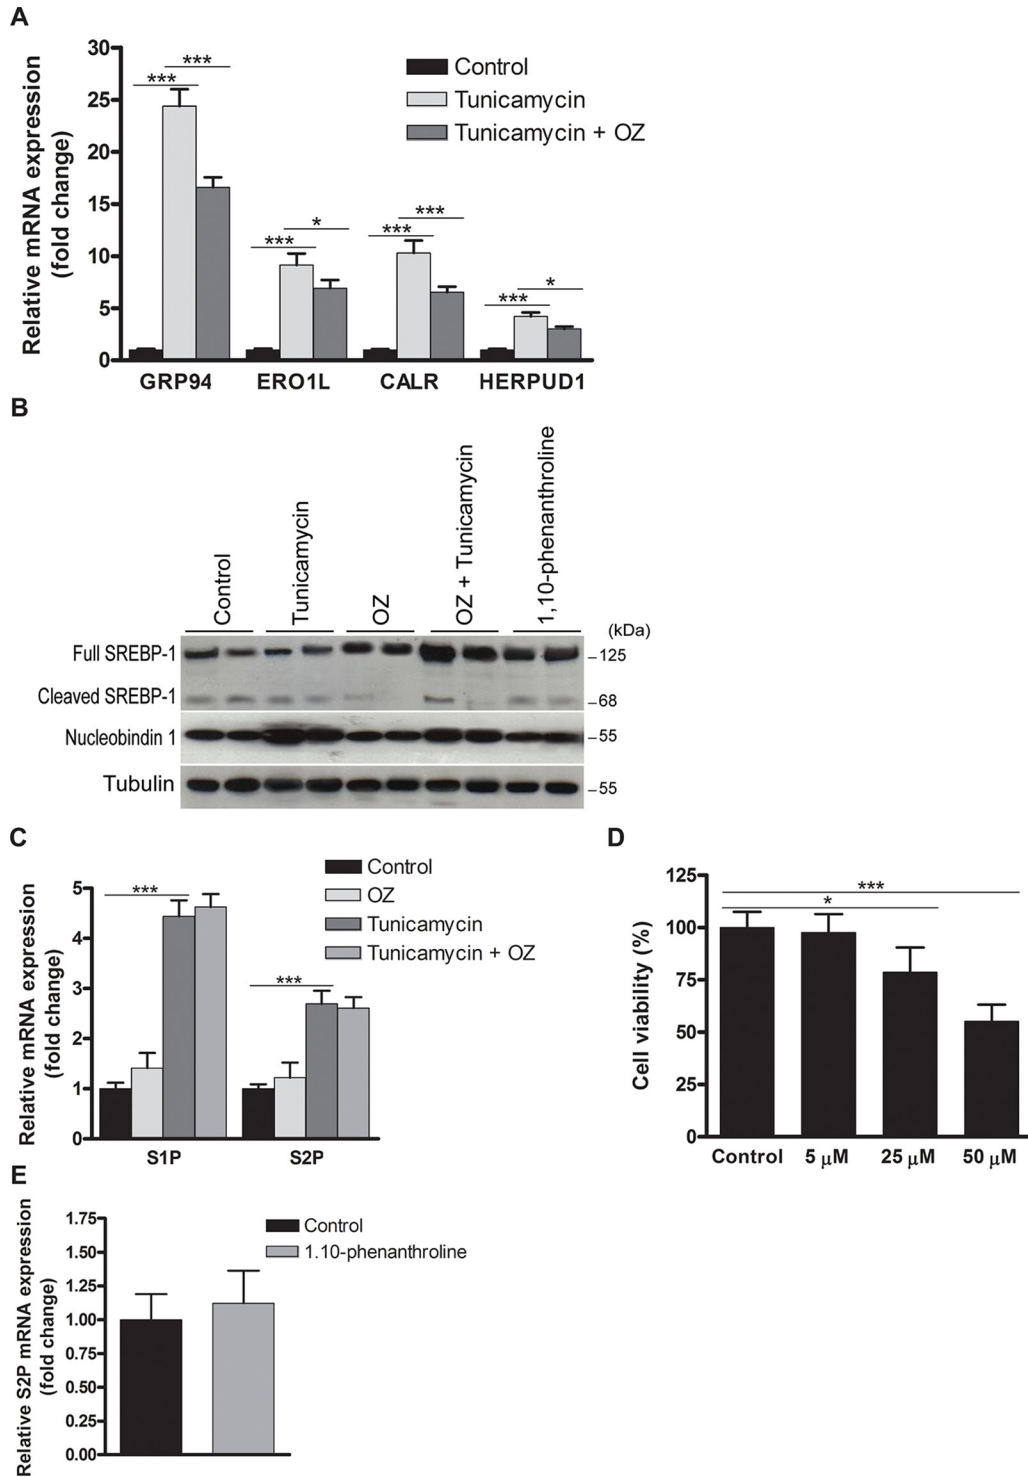 A
Relative mRNA expression
(fold change)
30
25
20
15
10
5
0
***
***
***
*
***
***
***
*
Control
Tunicamycin
Tunicamycin + OZ
GRP94
ERO1L
CALR
HERPUD1
B
Control
Tunicamycin
OZ
OZ + Tunicamycin
1,10-phenanthroline
(kDa)
Full SREBP-1
–125
Cleaved SREBP-1
–68
Nucleobindin 1
–55
Tubulin
–55
C
Relative mRNA expression
(fold change)
5
4
3
2
1
0
***
***
Control
OZ
Tunicamycin
Tunicamycin + OZ
S1P
S2P
D
Cell viability (%)
125
100
75
50
25
0
***
*
Control
5 µM
25 µM
50 µM
E
Relative S2P mRNA expression
(fold change)
1.75
1.50
1.25
1.00
0.75
0.50
0.25
0.00
Control
1.10-phenanthroline